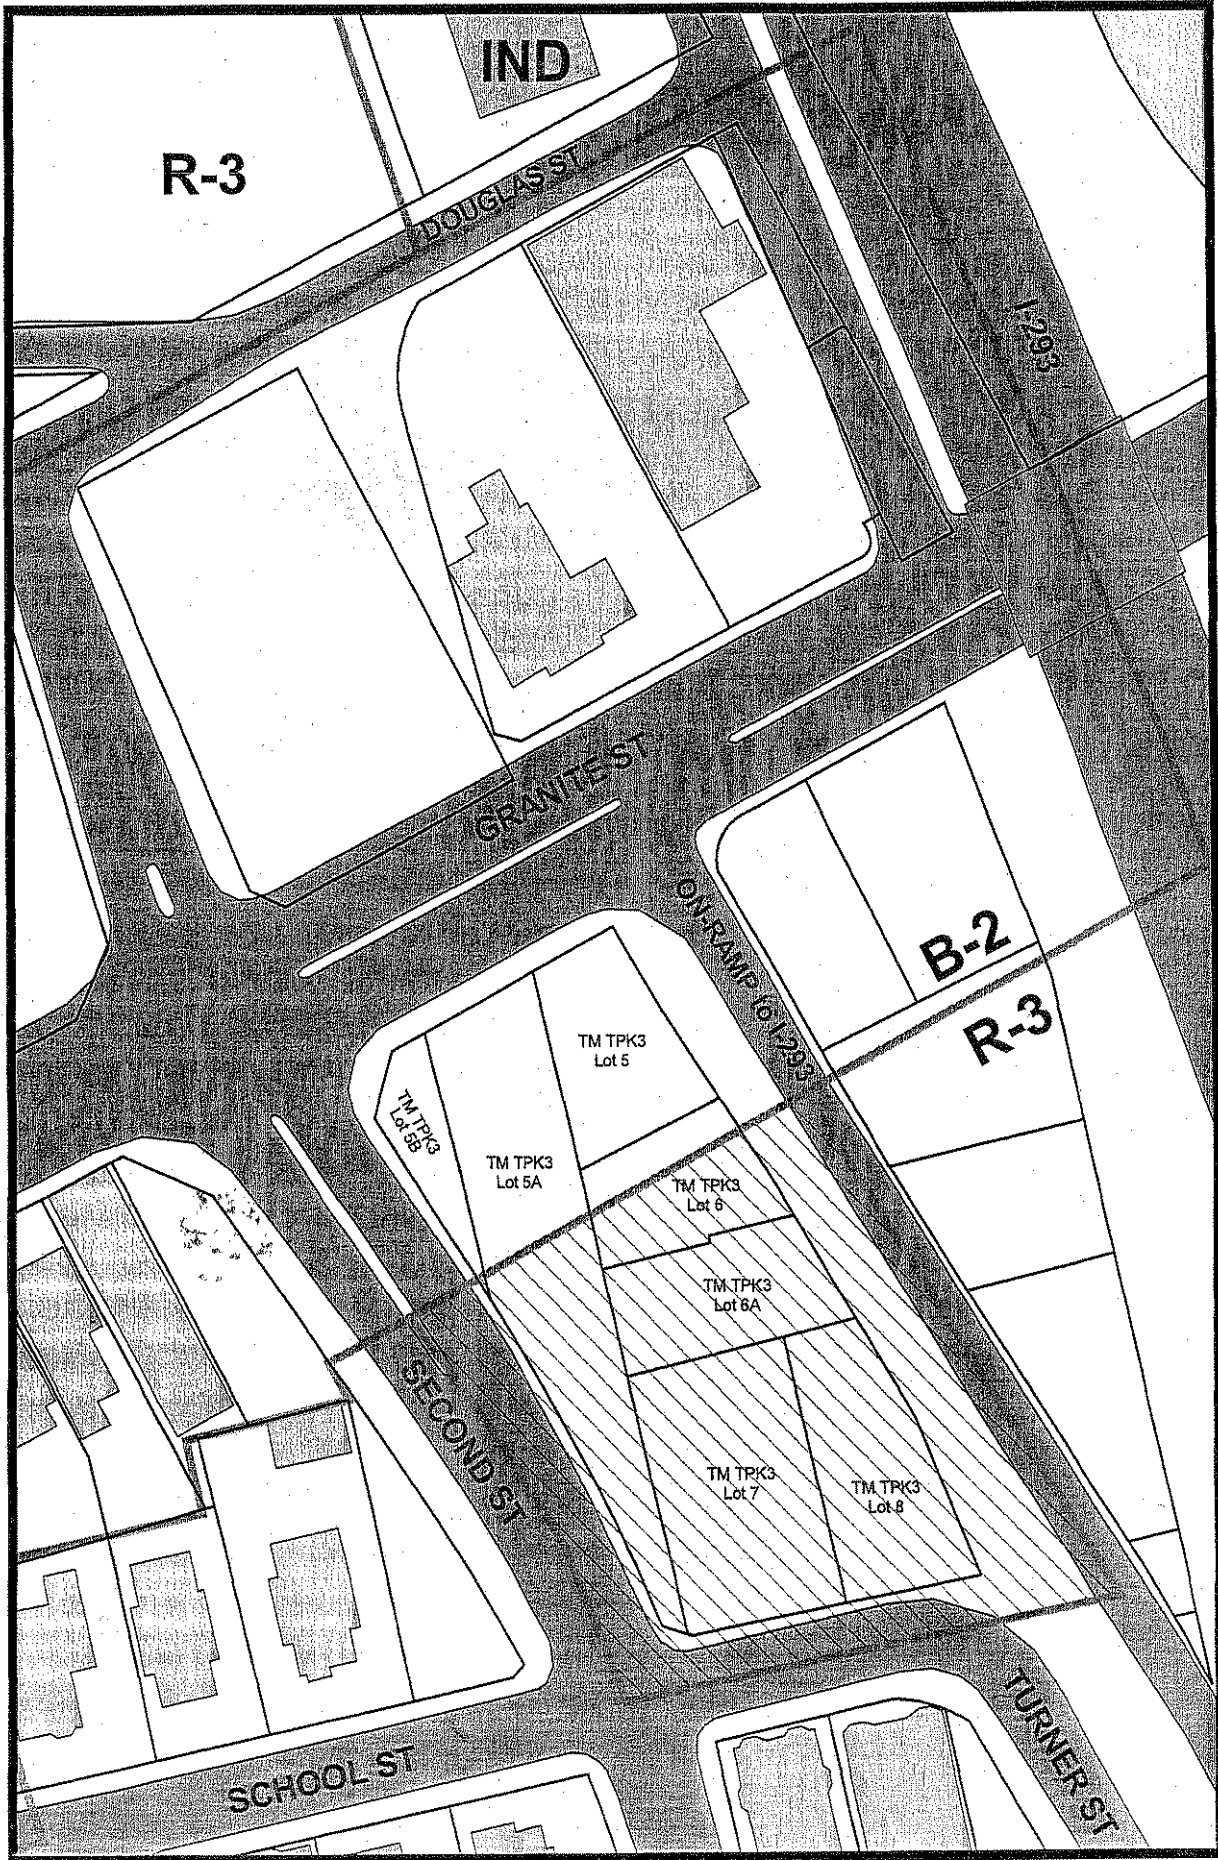 IND
R-3
DOUGLAS ST
I-293
GRANITE ST
ON-RAMP to I-293
B-2
R-3
TM TPK3
Lot 5
TM TPK3
Lot 5B
TM TPK3
Lot 5A
TM TPK3
Lot 6
TM TPK3
Lot 6A
SECOND ST
TM TPK3
Lot 7
TM TPK3
Lot 8
TURNER ST
SCHOOL ST